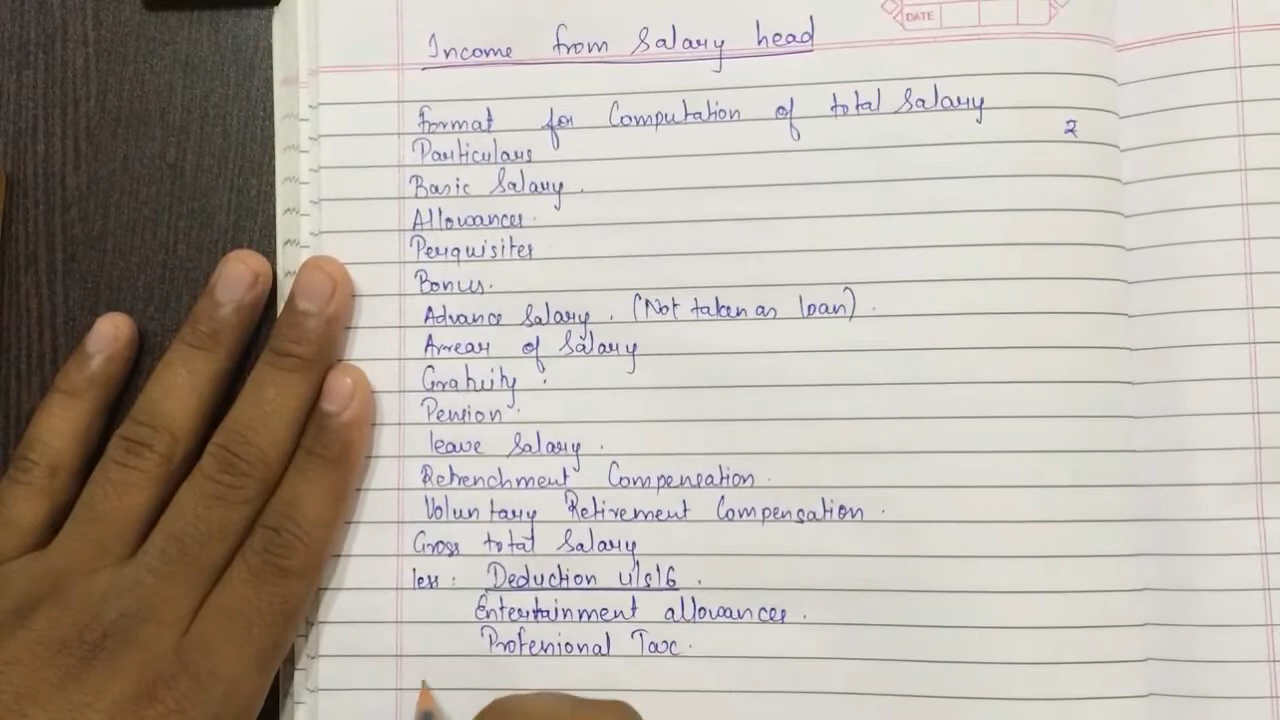 DATE
Income from Salary head
Format for Computation of total Salary
Particulars ₹
Basic Salary.
Allowances.
Perquisites
Bonus.
Advance Salary. (Not taken as loan).
Arrear of Salary
Gratuity.
Pension.
leave Salary.
Retrenchment Compensation.
Voluntary Retirement Compensation.
Gross total Salary
less: Deduction u/s 16.
Entertainment allowances.
Professional Tax.